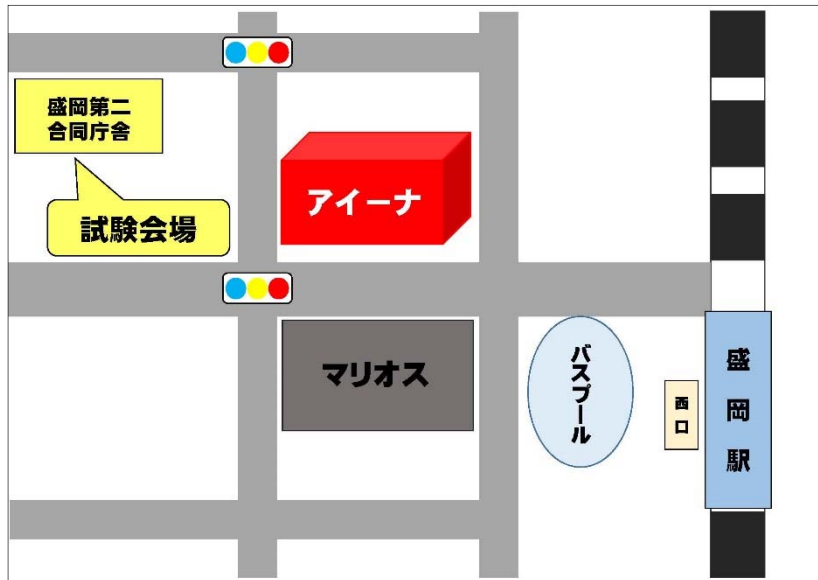 盛岡第二
合同庁舎
試験会場
アイーナ
マリオス
バスプール
西口
盛岡駅